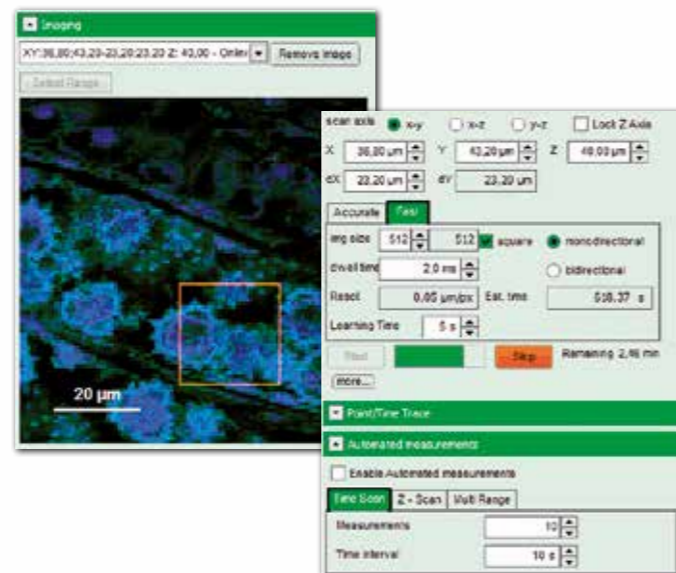 Imaging
XY:36,80;43,20-23,20;23,20 Z: 40,00 - Online
Remove Image
Select Range
20 µm
scan axis x-y x-z y-z Lock Z Axis
X 36,80 µm Y 43,20 µm Z 40,00 µm
dX 23,20 µm dY 23,20 µm
Accurate Fast
img size 512 512 square monodirectional
dwell time 2,0 ms bidirectional
Resol. 0,05 µm/px Est. time 518,37 s
Learning Time 5 s
Start Stop Remaining 2,46 min
more...
Point/Time Trace
Automated measurements
Enable Automated measurements
Time Scan Z - Scan Multi Range
Measurements 10
Time interval 10 s